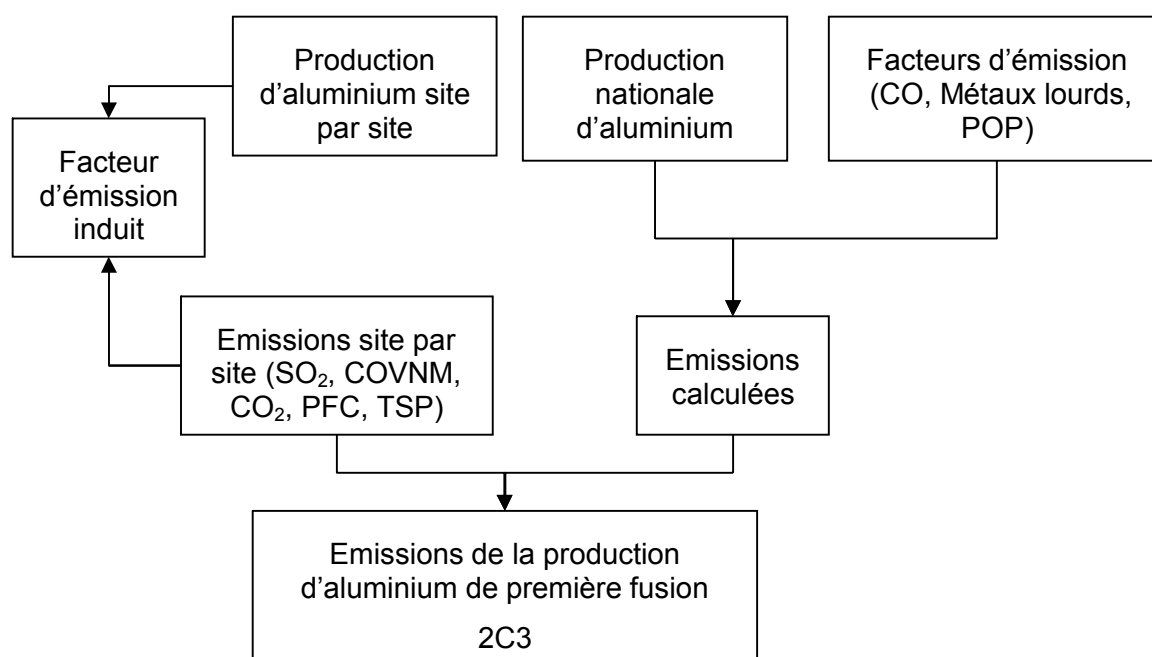 Production
d’aluminium site
par site
Production
nationale
d’aluminium
Facteurs d’émission
(CO, Métaux lourds,
POP)
Facteur
d’émission
induit
Emissions site par
site (SO₂, COVNM,
CO₂, PFC, TSP)
Emissions
calculées
Emissions de la production
d’aluminium de première fusion
2C3